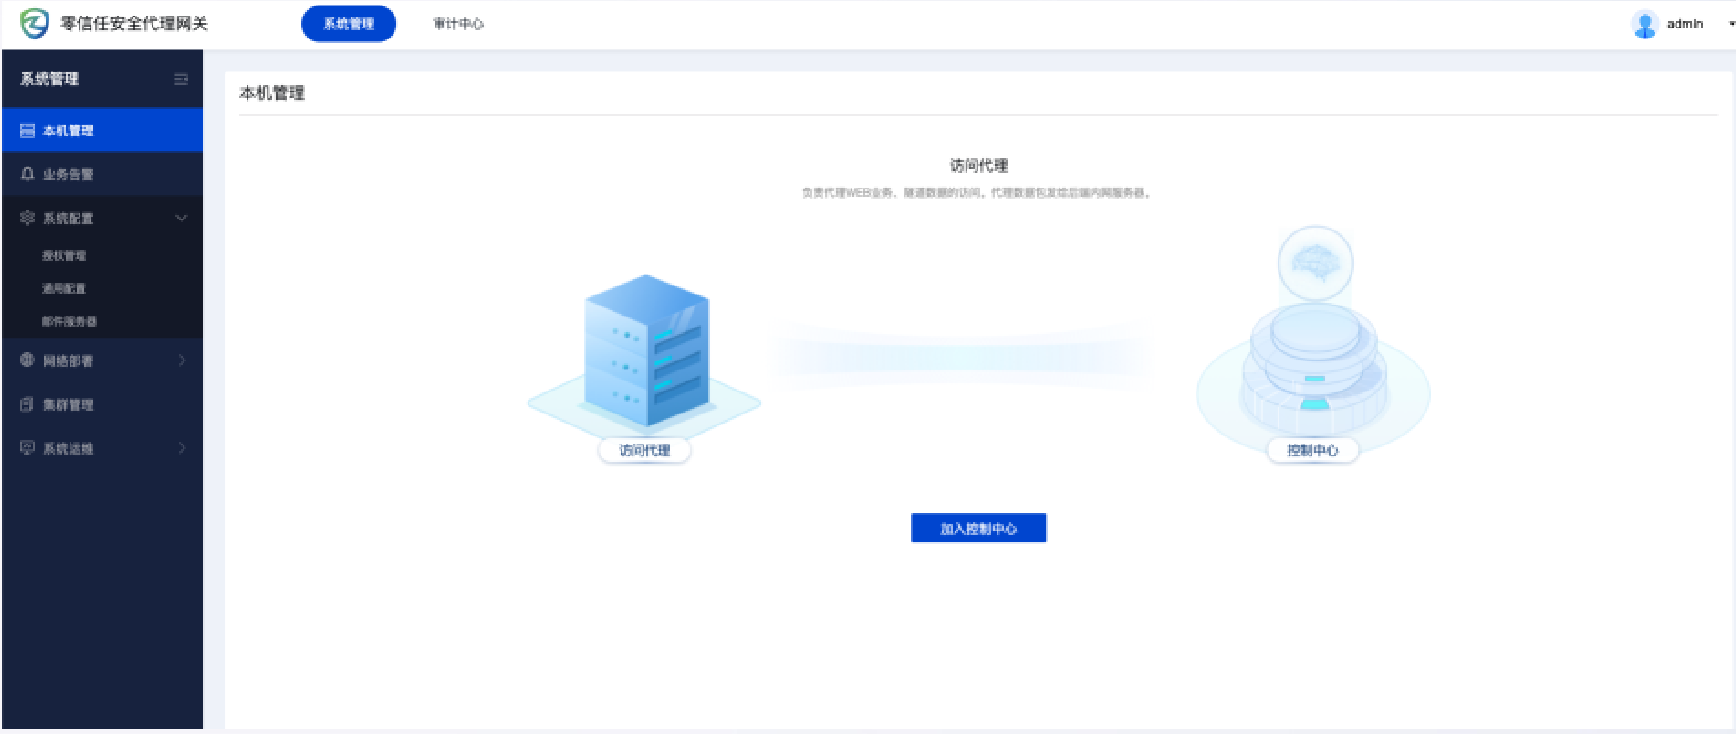 零信任安全代理网关
系统管理
审计中心
admin
系统管理
本机管理
业务告警
系统配置
授权管理
通用配置
邮件服务器
网络部署
集群管理
系统运维
本机管理
访问代理
负责代理WEB业务、隧道数据的访问，代理数据包发给后端内网服务器。
访问代理
控制中心
加入控制中心